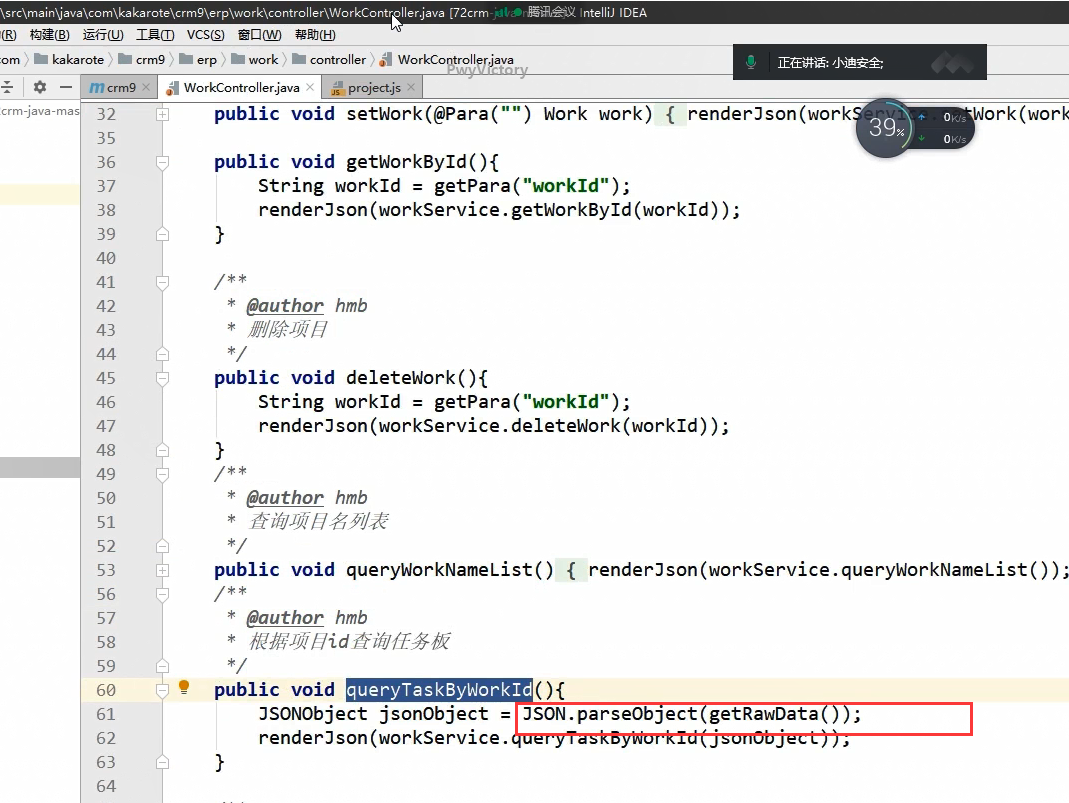 \src\main\java\com\kakarote\crm9\erp\work\controller\WorkController.java [72crm-java-  腾讯会议 IntelliJ IDEA
(R) 构建(B) 运行(U) 工具(T) VCS(S) 窗口(W) 帮助(H)
om kakarote crm9 erp work controller WorkController.java
PwyVictory
正在讲话: 小迪安全;
m crm9 × WorkController.java × JS project.js ×
crm-java-mas
39% 0K/s
0K/s
32 public void setWork(@Para("") Work work) { renderJson(workService.setWork(work
35
36 public void getWorkById(){
37 String workId = getPara("workId");
38 renderJson(workService.getWorkById(workId));
39 }
40
41 /**
42 * @author hmb
43 * 删除项目
44 */
45 public void deleteWork(){
46 String workId = getPara("workId");
47 renderJson(workService.deleteWork(workId));
48 }
49 /**
50 * @author hmb
51 * 查询项目名列表
52 */
53 public void queryWorkNameList() { renderJson(workService.queryWorkNameList());
56 /**
57 * @author hmb
58 * 根据项目id查询任务板
59 */
60 public void queryTaskByWorkId(){
61 JSONObject jsonObject = JSON.parseObject(getRawData());
62 renderJson(workService.queryTaskByWorkId(jsonObject));
63 }
64